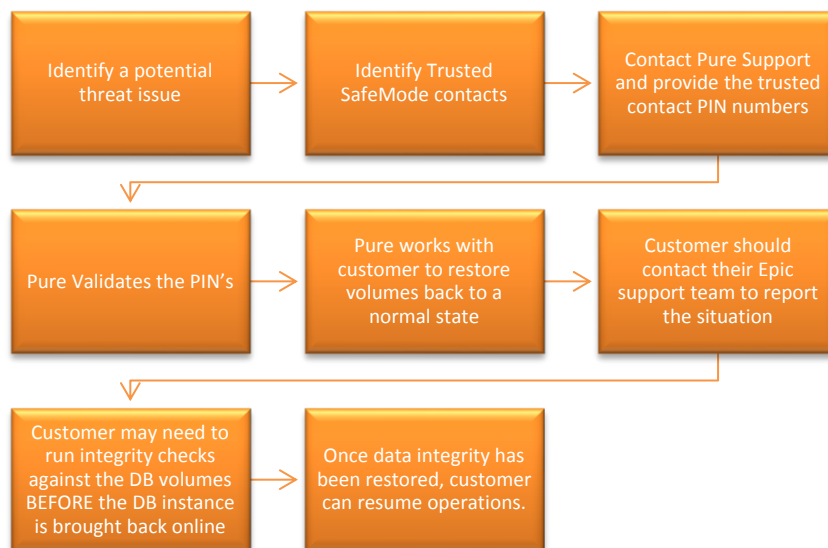 Identify a potential
threat issue
Identify Trusted
SafeMode contacts
Contact Pure Support
and provide the trusted
contact PIN numbers
Pure Validates the PIN's
Pure works with
customer to restore
volumes back to a
normal state
Customer should
contact their Epic
support team to report
the situation
Customer may need to
run integrity checks
against the DB volumes
BEFORE the DB instance
is brought back online
Once data integrity has
been restored, customer
can resume operations.